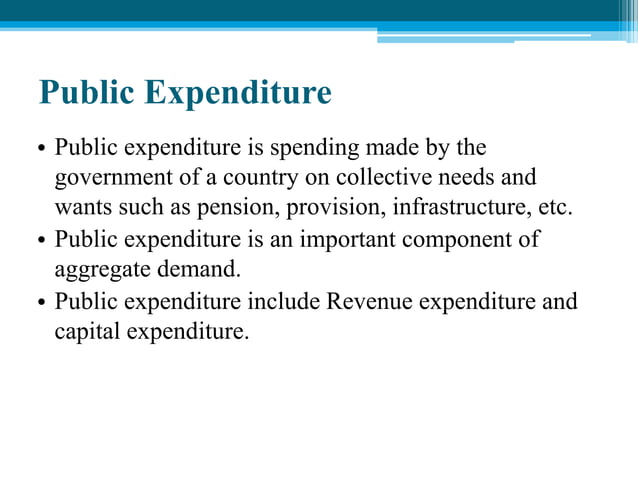 Public Expenditure
• Public expenditure is spending made by the
government of a country on collective needs and
wants such as pension, provision, infrastructure, etc.
• Public expenditure is an important component of
aggregate demand.
• Public expenditure include Revenue expenditure and
capital expenditure.